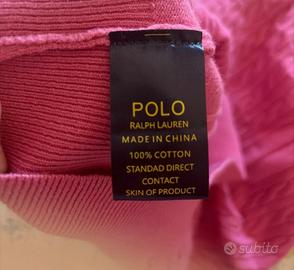 POLO
RALPH LAUREN
MADE IN CHINA
100% COTTON
STANDAD DIRECT
CONTACT
SKIN OF PRODUCT
subito